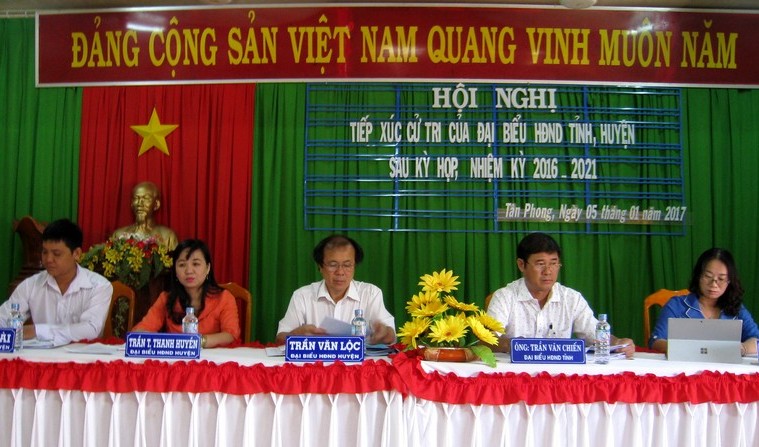 ĐẢNG CỘNG SẢN VIỆT NAM QUANG VINH MUÔN NĂM
HỘI NGHỊ
TIẾP XÚC CỬ TRI CỦA ĐẠI BIỂU HĐND TỈNH, HUYỆN
SAU KỲ HỌP, NHIỆM KỲ 2016 - 2021
Tân Phong, Ngày 05 tháng 01 năm 2017
HUYỆN
TRẦN T. THANH HUYỀN
ĐẠI BIỂU HĐND HUYỆN
TRẦN VĂN LỘC
ĐẠI BIỂU HĐND HUYỆN
ÔNG: TRẦN VĂN CHIẾN
ĐẠI BIỂU HĐND TỈNH